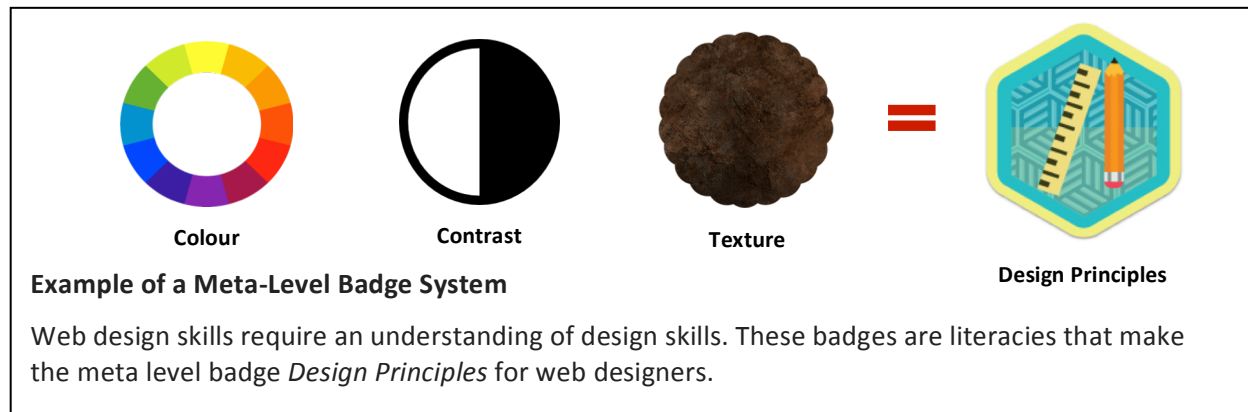 Colour
Contrast
Texture
Design Principles
Example of a Meta-Level Badge System
Web design skills require an understanding of design skills. These badges are literacies that make
the meta level badge Design Principles for web designers.